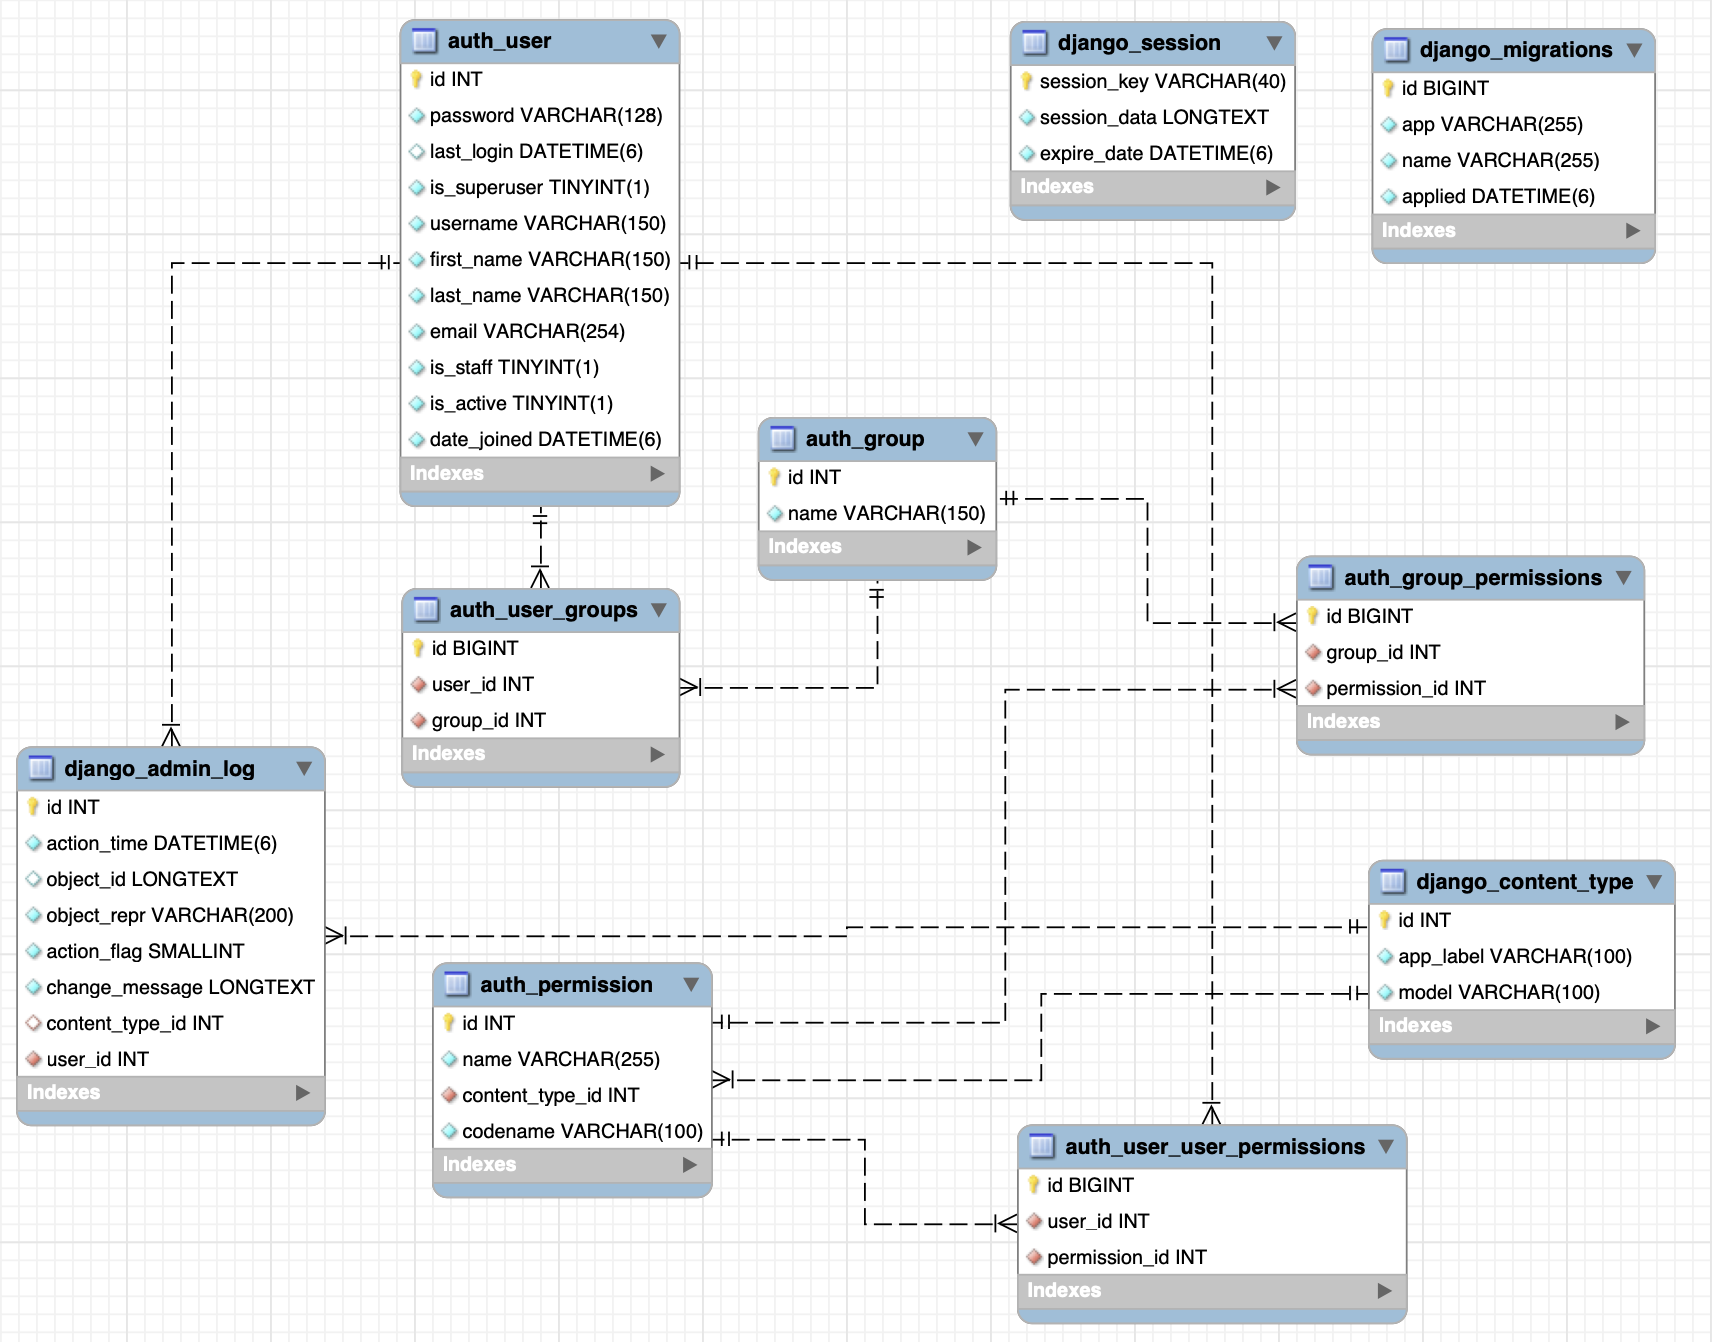 auth_user
id INT
password VARCHAR(128)
last_login DATETIME(6)
is_superuser TINYINT(1)
username VARCHAR(150)
first_name VARCHAR(150)
last_name VARCHAR(150)
email VARCHAR(254)
is_staff TINYINT(1)
is_active TINYINT(1)
date_joined DATETIME(6)
Indexes
django_session
session_key VARCHAR(40)
session_data LONGTEXT
expire_date DATETIME(6)
Indexes
django_migrations
id BIGINT
app VARCHAR(255)
name VARCHAR(255)
applied DATETIME(6)
Indexes
auth_group
id INT
name VARCHAR(150)
Indexes
auth_user_groups
id BIGINT
user_id INT
group_id INT
Indexes
auth_group_permissions
id BIGINT
group_id INT
permission_id INT
Indexes
django_admin_log
id INT
action_time DATETIME(6)
object_id LONGTEXT
object_repr VARCHAR(200)
action_flag SMALLINT
change_message LONGTEXT
content_type_id INT
user_id INT
Indexes
django_content_type
id INT
app_label VARCHAR(100)
model VARCHAR(100)
Indexes
auth_permission
id INT
name VARCHAR(255)
content_type_id INT
codename VARCHAR(100)
Indexes
auth_user_user_permissions
id BIGINT
user_id INT
permission_id INT
Indexes